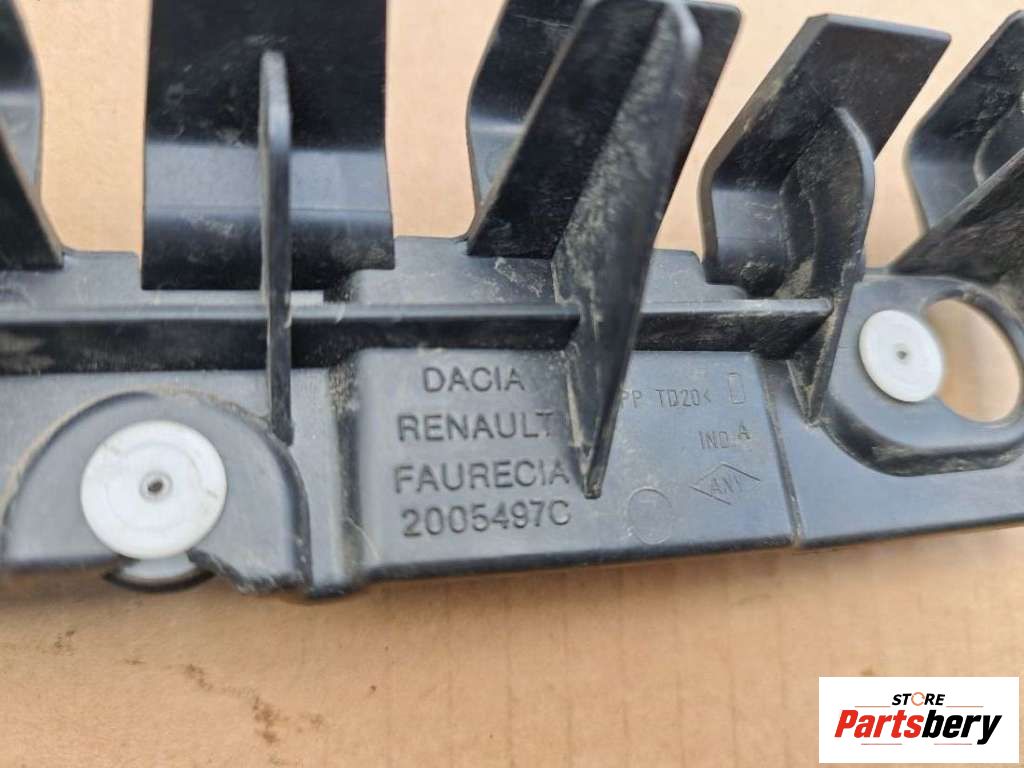 DACIA
RENAULT
FAURECIA
2005497C
PP TD20<
IND. A
STORE
Partsbery